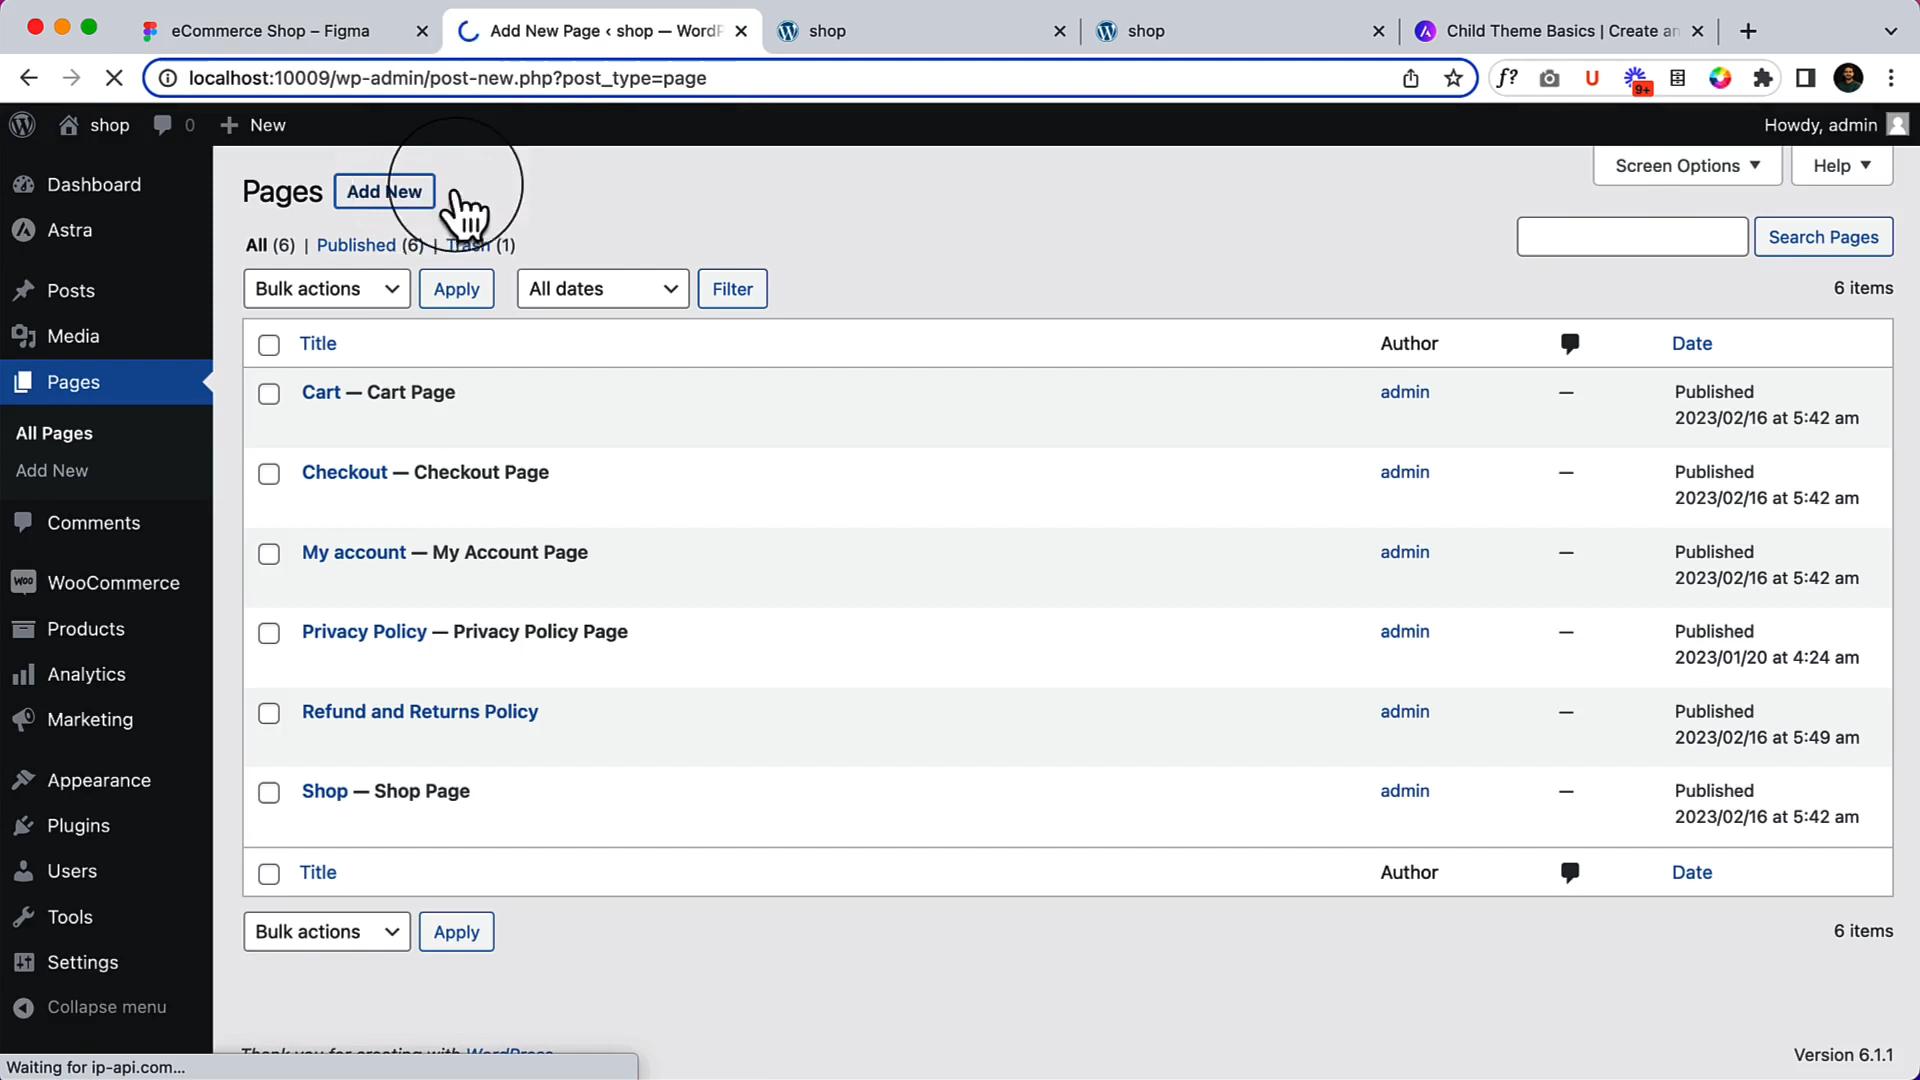 eCommerce Shop – Figma
Add New Page ‹ shop — WordP
shop
shop
Child Theme Basics | Create an
localhost:10009/wp-admin/post-new.php?post_type=page
f?
U
9+
shop
0
New
Howdy, admin
Dashboard
Astra
Posts
Media
Pages
All Pages
Add New
Comments
WooCommerce
Products
Analytics
Marketing
Appearance
Plugins
Users
Tools
Settings
Collapse menu
Pages
Add New
Screen Options
Help
All (6) | Published (6) | Trash (1)
Search Pages
Bulk actions
Apply
All dates
Filter
6 items
Title
Author
Date
Cart — Cart Page
admin
—
Published
2023/02/16 at 5:42 am
Checkout — Checkout Page
admin
—
Published
2023/02/16 at 5:42 am
My account — My Account Page
admin
—
Published
2023/02/16 at 5:42 am
Privacy Policy — Privacy Policy Page
admin
—
Published
2023/01/20 at 4:24 am
Refund and Returns Policy
admin
—
Published
2023/02/16 at 5:49 am
Shop — Shop Page
admin
—
Published
2023/02/16 at 5:42 am
Title
Author
Date
Bulk actions
Apply
6 items
Thank you for creating with WordPress
Version 6.1.1
Waiting for ip-api.com...